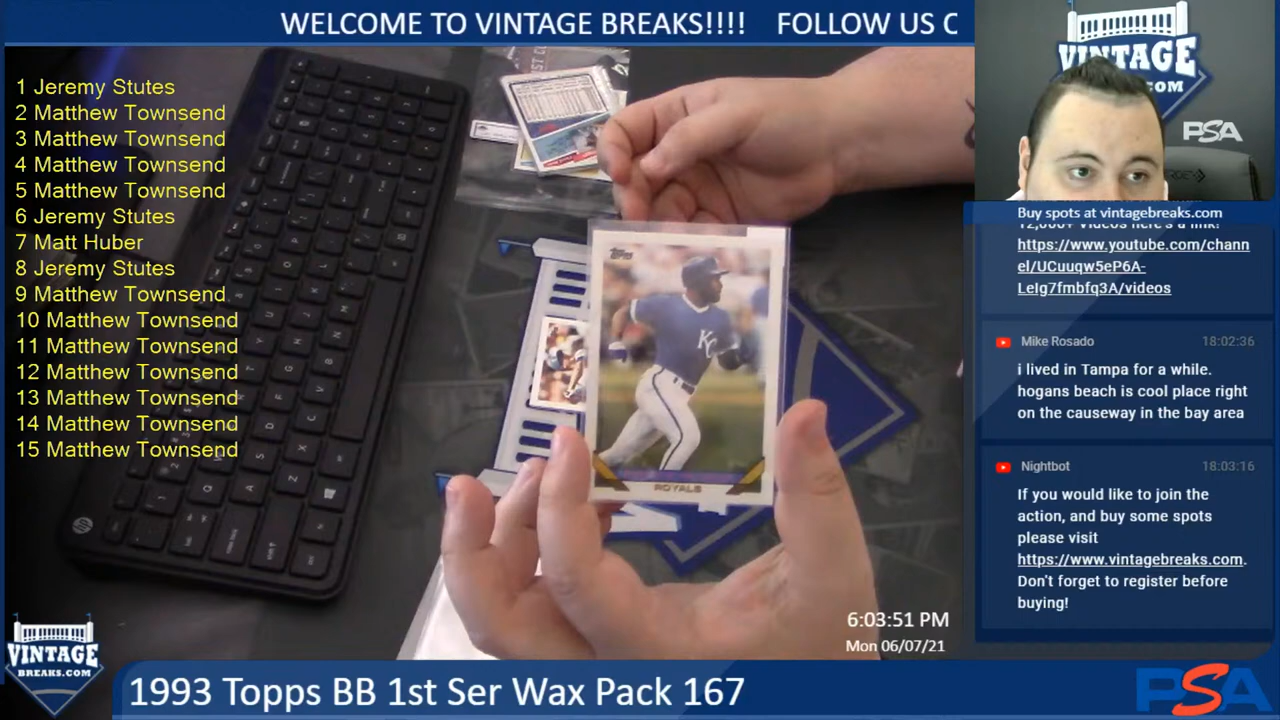 WELCOME TO VINTAGE BREAKS!!!! FOLLOW US C
1 Jeremy Stutes
2 Matthew Townsend
3 Matthew Townsend
4 Matthew Townsend
5 Matthew Townsend
6 Jeremy Stutes
7 Matt Huber
8 Jeremy Stutes
9 Matthew Townsend
10 Matthew Townsend
11 Matthew Townsend
12 Matthew Townsend
13 Matthew Townsend
14 Matthew Townsend
15 Matthew Townsend
Topps
KC
ROYALS
VINTAGE
.COM
PSA
Buy spots at vintagebreaks.com
12,000+ videos here's a link!
https://www.youtube.com/chann
el/UCuuqw5eP6A-
LeIg7fmbfq3A/videos
Mike Rosado 18:02:36
i lived in Tampa for a while.
hogans beach is cool place right
on the causeway in the bay area
Nightbot 18:03:16
If you would like to join the
action, and buy some spots
please visit
https://www.vintagebreaks.com.
Don't forget to register before
buying!
6:03:51 PM
Mon 06/07/21
VINTAGE
BREAKS.COM
1993 Topps BB 1st Ser Wax Pack 167
PSA